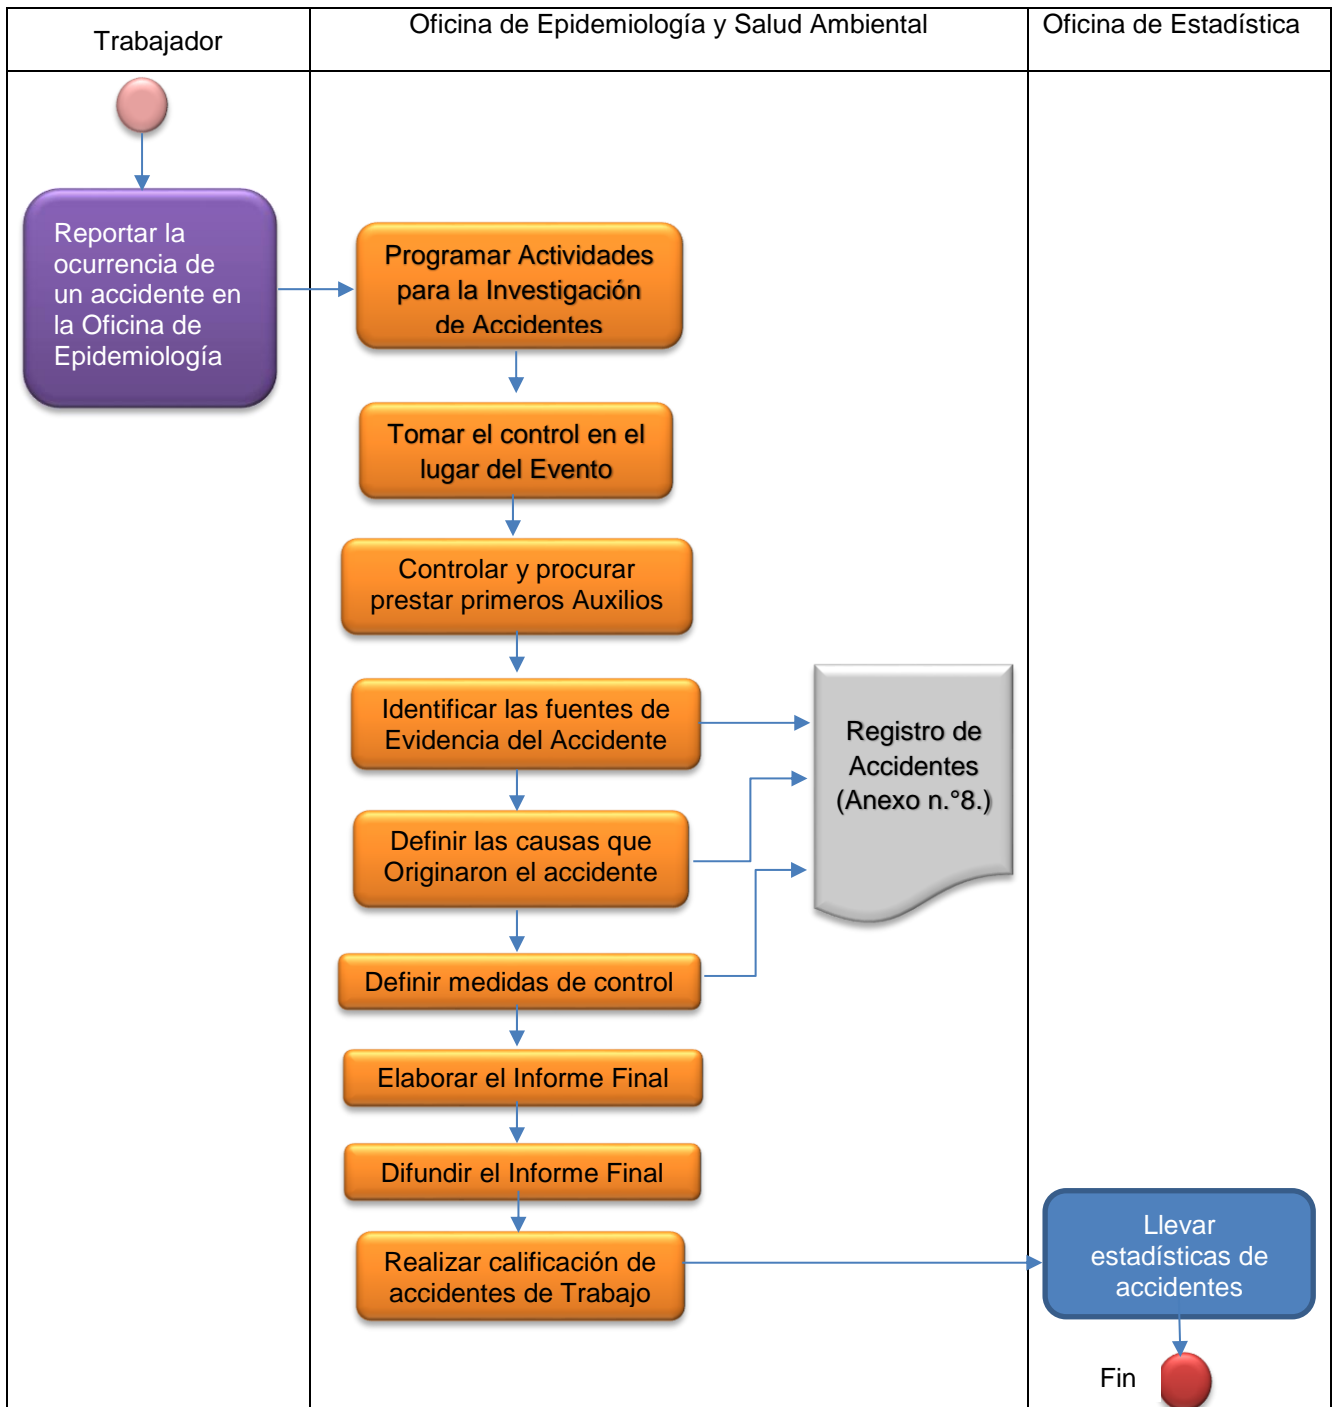 Trabajador
Oficina de Epidemiología y Salud Ambiental
Oficina de Estadística
Reportar la
ocurrencia de
un accidente en
la Oficina de
Epidemiología
Programar Actividades
para la Investigación
de Accidentes
Tomar el control en el
lugar del Evento
Controlar y procurar
prestar primeros Auxilios
Identificar las fuentes de
Evidencia del Accidente
Registro de
Accidentes
(Anexo n.°8.)
Definir las causas que
Originaron el accidente
Definir medidas de control
Elaborar el Informe Final
Difundir el Informe Final
Realizar calificación de
accidentes de Trabajo
Llevar
estadísticas de
accidentes
Fin